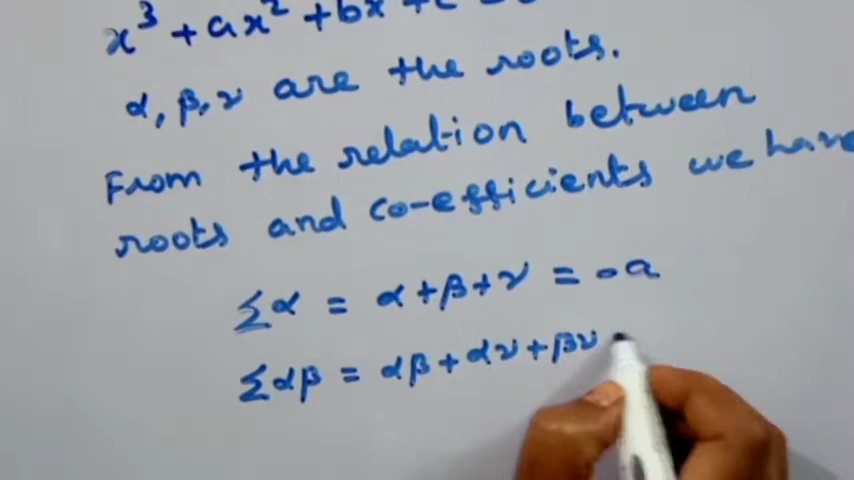 x³ + ax² + bx + c
α, β, γ are the roots.
From the relation between
roots and co-efficients we have
Σα = α + β + γ = -a
Σαβ = αβ + αγ + βγ